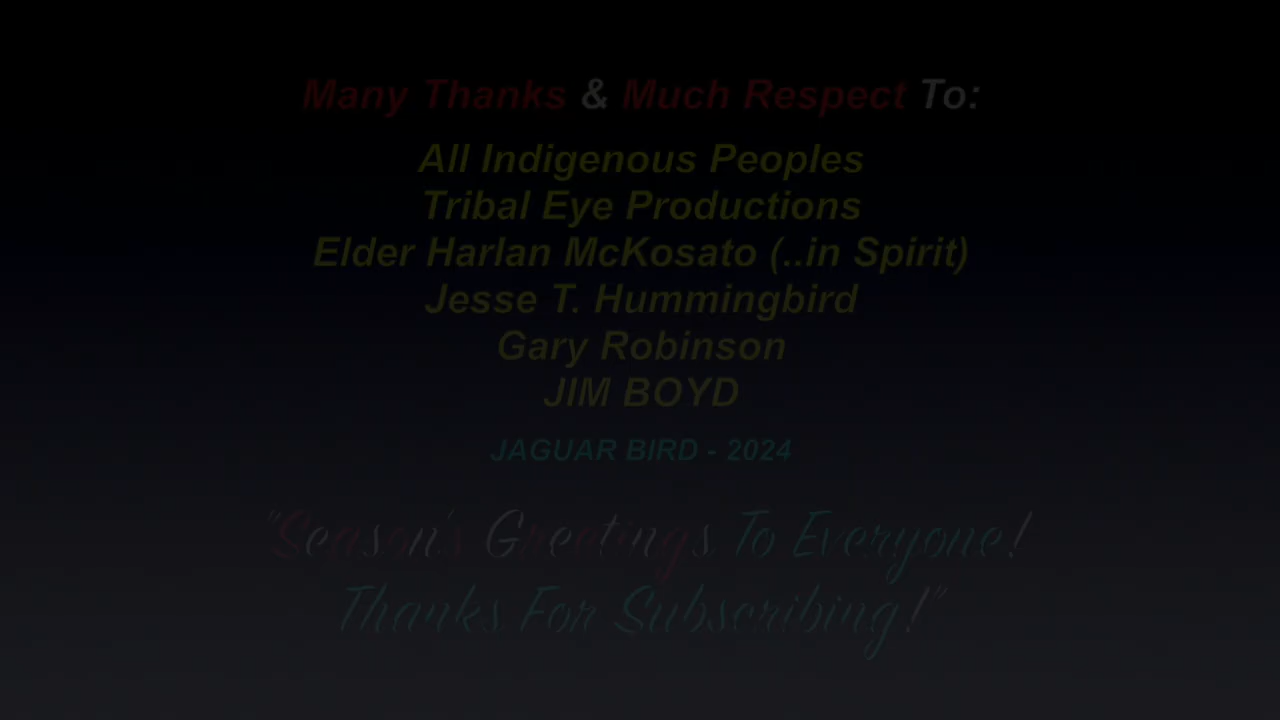 Many Thanks & Much Respect To:
All Indigenous Peoples
Tribal Eye Productions
Elder Harlan McKosato (..in Spirit)
Jesse T. Hummingbird
Gary Robinson
JIM BOYD
JAGUAR BIRD - 2024
"Season's Greetings To Everyone!
Thanks For Subscribing!"